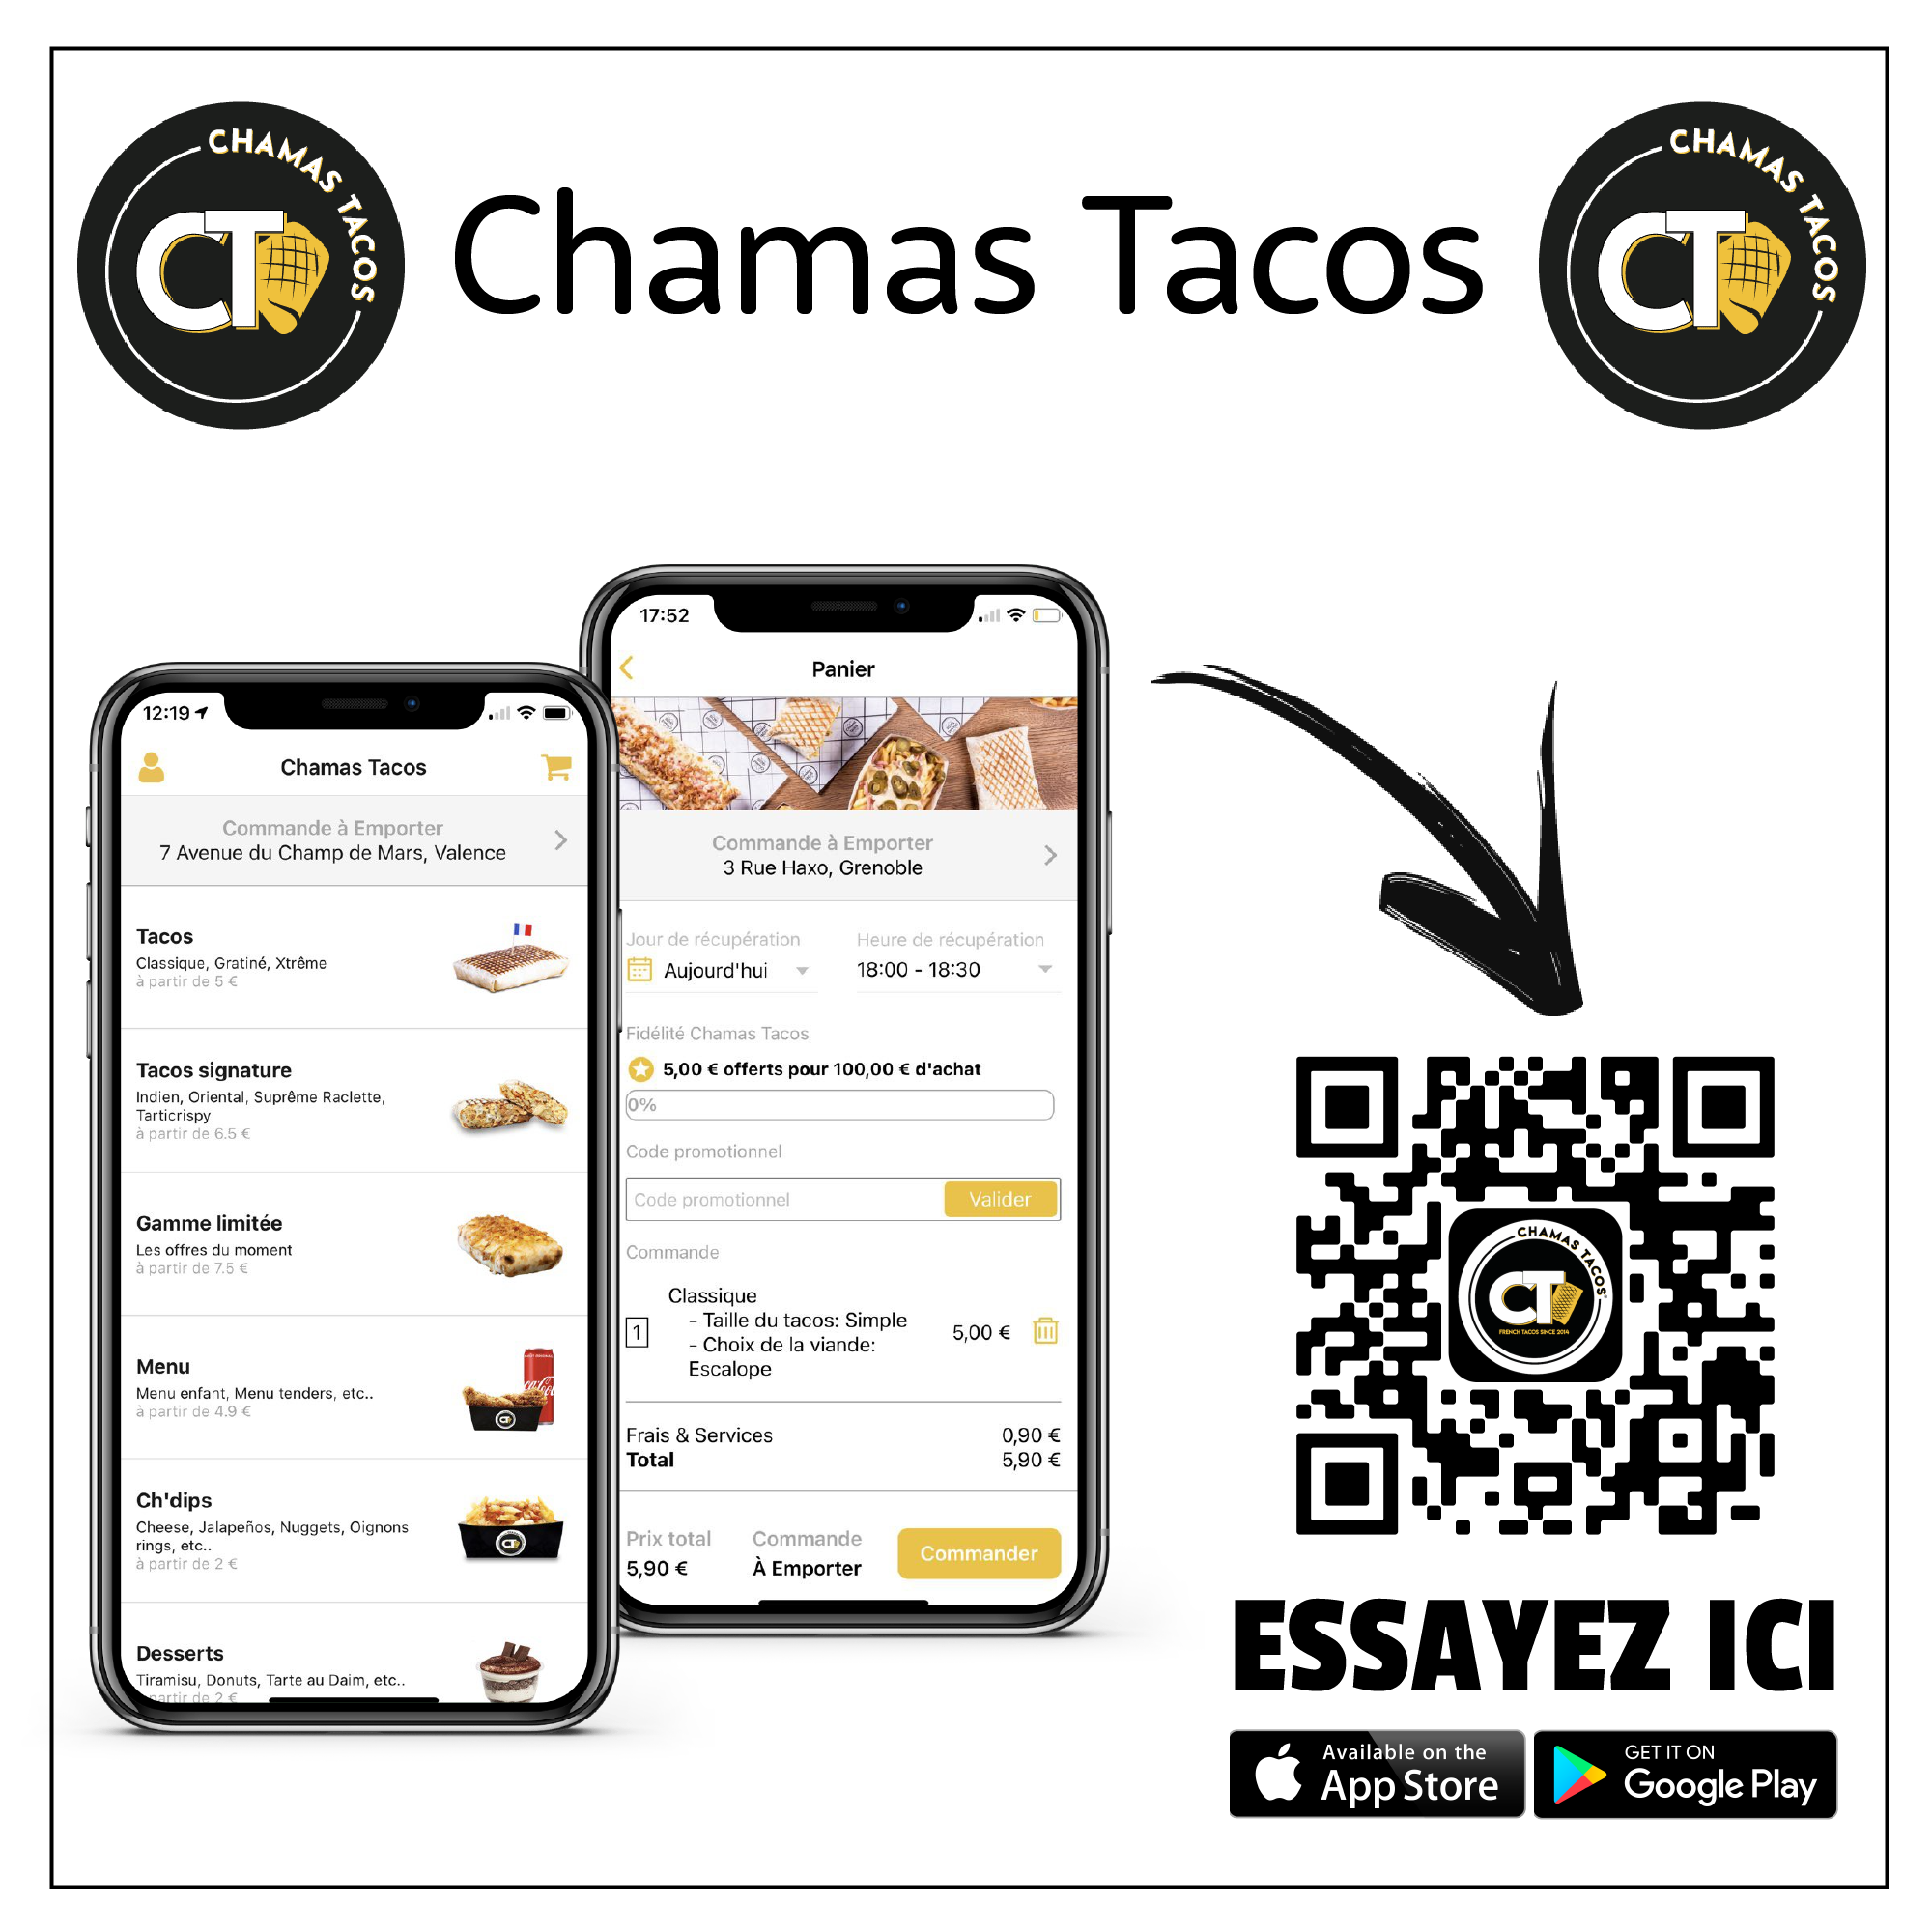 CHAMAS TACOS
CT
Chamas Tacos
CHAMAS TACOS
CT
12:19
Chamas Tacos
Commande à Emporter
7 Avenue du Champ de Mars, Valence
Tacos
Classique, Gratiné, Xtrême
à partir de 5 €
Tacos signature
Indien, Oriental, Suprême Raclette,
Tarticrispy
à partir de 6.5 €
Gamme limitée
Les offres du moment
à partir de 7.5 €
Menu
Menu enfant, Menu tenders, etc..
à partir de 4.9 €
Ch'dips
Cheese, Jalapeños, Nuggets, Oignons
rings, etc..
à partir de 2 €
Desserts
Tiramisu, Donuts, Tarte au Daim, etc..
partir de 2 €
17:52
Panier
Commande à Emporter
3 Rue Haxo, Grenoble
Jour de récupération Heure de récupération
Aujourd'hui 18:00 - 18:30
Fidélité Chamas Tacos
5,00 € offerts pour 100,00 € d'achat
0%
Code promotionnel
Code promotionnel Valider
Commande
Classique
1 - Taille du tacos: Simple 5,00 €
- Choix de la viande:
Escalope
Frais & Services 0,90 €
Total 5,90 €
Prix total Commande Commander
5,90 € À Emporter
CHAMAS TACOS
CT
FRENCH TACOS SINCE 2014
ESSAYEZ ICI
Available on the
App Store
GET IT ON
Google Play